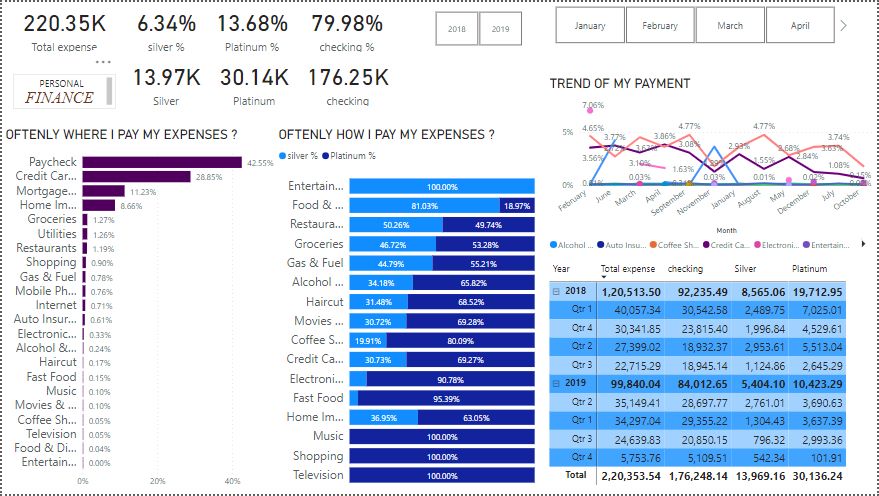 220.35K
Total expense
6.34%
silver %
13.68%
Platinum %
79.98%
checking %
2018
2019
January
February
March
April
PERSONAL
FINANCE
13.97K
Silver
30.14K
Platinum
176.25K
checking
OFTENLY WHERE I PAY MY EXPENSES ?
Paycheck 42.55%
Credit Car... 28.85%
Mortgage... 11.23%
Home Im... 8.66%
Groceries 1.27%
Utilities 1.26%
Restaurants 1.19%
Shopping 0.90%
Gas & Fuel 0.78%
Mobile Ph... 0.76%
Internet 0.71%
Auto Insur... 0.61%
Electronic... 0.33%
Alcohol &... 0.24%
Haircut 0.17%
Fast Food 0.15%
Music 0.10%
Movies & ... 0.10%
Coffee Sh... 0.05%
Television 0.05%
Food & Di... 0.04%
Entertain... 0.00%
0% 20% 40%
OFTENLY HOW I PAY MY EXPENSES ?
silver % Platinum %
Entertain... 100.00%
Food & ... 81.03% 18.97%
Restaura... 50.26% 49.74%
Groceries 46.72% 53.28%
Gas & Fuel 44.79% 55.21%
Alcohol ... 34.18% 65.82%
Haircut 31.48% 68.52%
Movies ... 30.72% 69.28%
Coffee S... 19.91% 80.09%
Credit Ca... 30.73% 69.27%
Electroni... 90.78%
Fast Food 95.39%
Home Im... 36.95% 63.05%
Music 100.00%
Shopping 100.00%
Television 100.00%
TREND OF MY PAYMENT
5%
0%
7.06%
4.65%
3.56%
3.77%
3.10%
0.03%
3.86%
1.63%
4.77%
3.08%
0.03%
2.93%
4.77%
1.55%
0.01%
2.68%
2.84%
0.02%
3.74%
3.63%
1.08%
0.15%
February
June
March
April
September
November
January
August
May
December
July
October
Month
Alcohol ... Auto Insu... Coffee Sh... Credit Ca... Electroni... Entertain...
Year Total expense checking Silver Platinum
2018 1,20,513.50 92,235.49 8,565.06 19,712.95
Qtr 1 40,057.34 30,542.58 2,489.75 7,025.01
Qtr 4 30,341.85 23,815.40 1,996.84 4,529.61
Qtr 2 27,399.02 18,932.37 2,953.61 5,513.04
Qtr 3 22,715.29 18,945.14 1,124.86 2,645.29
2019 99,840.04 84,012.65 5,404.10 10,423.29
Qtr 2 35,149.41 28,697.77 2,761.01 3,690.63
Qtr 1 34,297.04 29,355.22 1,304.43 3,637.39
Qtr 3 24,639.83 20,850.15 796.32 2,993.36
Qtr 4 5,753.76 5,109.51 542.34 101.91
Total 2,20,353.54 1,76,248.14 13,969.16 30,136.24